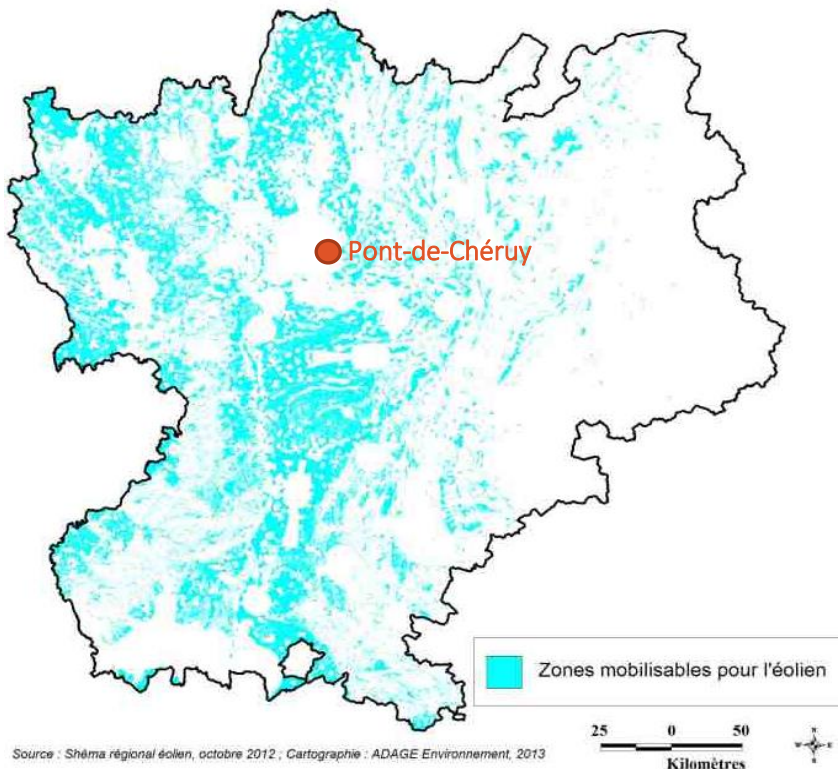 Pont-de-Chéruy
Zones mobilisables pour l'éolien
25 0 50
Kilomètres
Source : Shéma régional éolien, octobre 2012 ; Cartographie : ADAGE Environnement, 2013